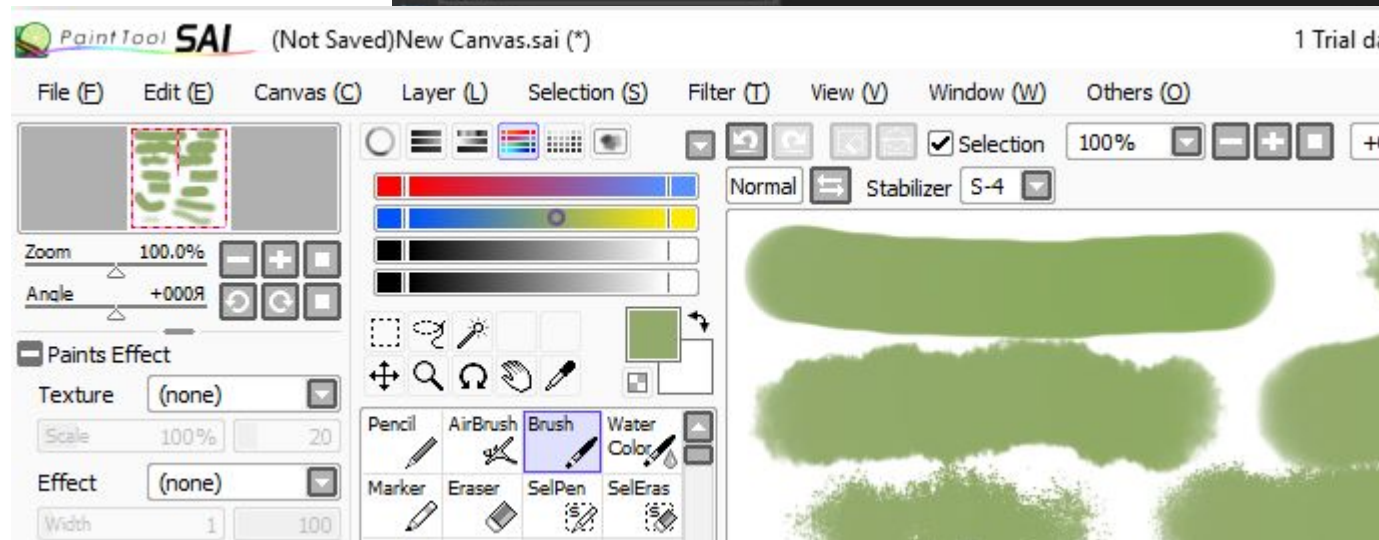 PaintTool SAI (Not Saved)New Canvas.sai (*) 1 Trial da
File (F) Edit (E) Canvas (C) Layer (L) Selection (S) Filter (T) View (V) Window (W) Others (O)
Selection 100% +0
Normal Stabilizer S-4
Zoom 100.0%
Angle +000Я
Paints Effect
Texture (none)
Scale 100% 20
Effect (none)
Width 1 100
Pencil AirBrush Brush Water Color
Marker Eraser SelPen SelEras